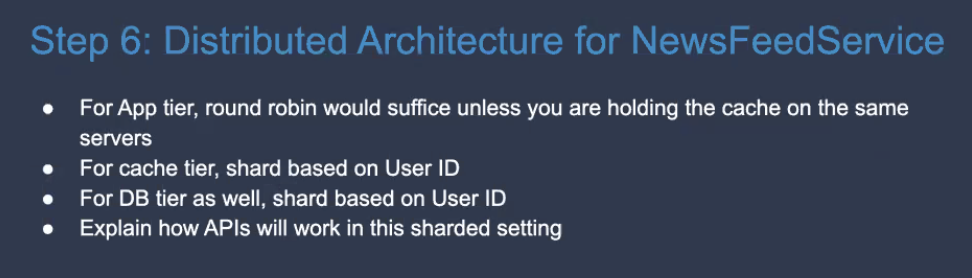 Step 6: Distributed Architecture for NewsFeedService
● For App tier, round robin would suffice unless you are holding the cache on the same
servers
● For cache tier, shard based on User ID
● For DB tier as well, shard based on User ID
● Explain how APIs will work in this sharded setting